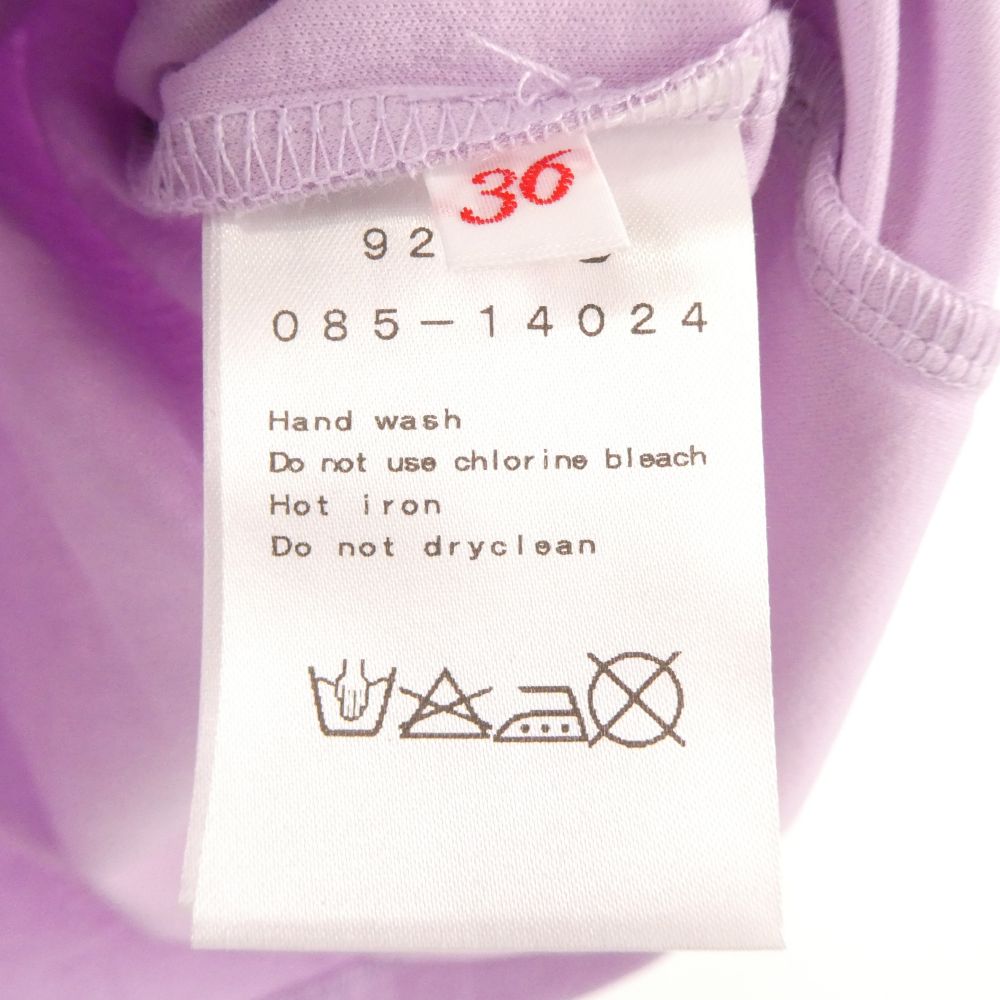 36
92
085-14024
Hand wash
Do not use chlorine bleach
Hot iron
Do not dryclean